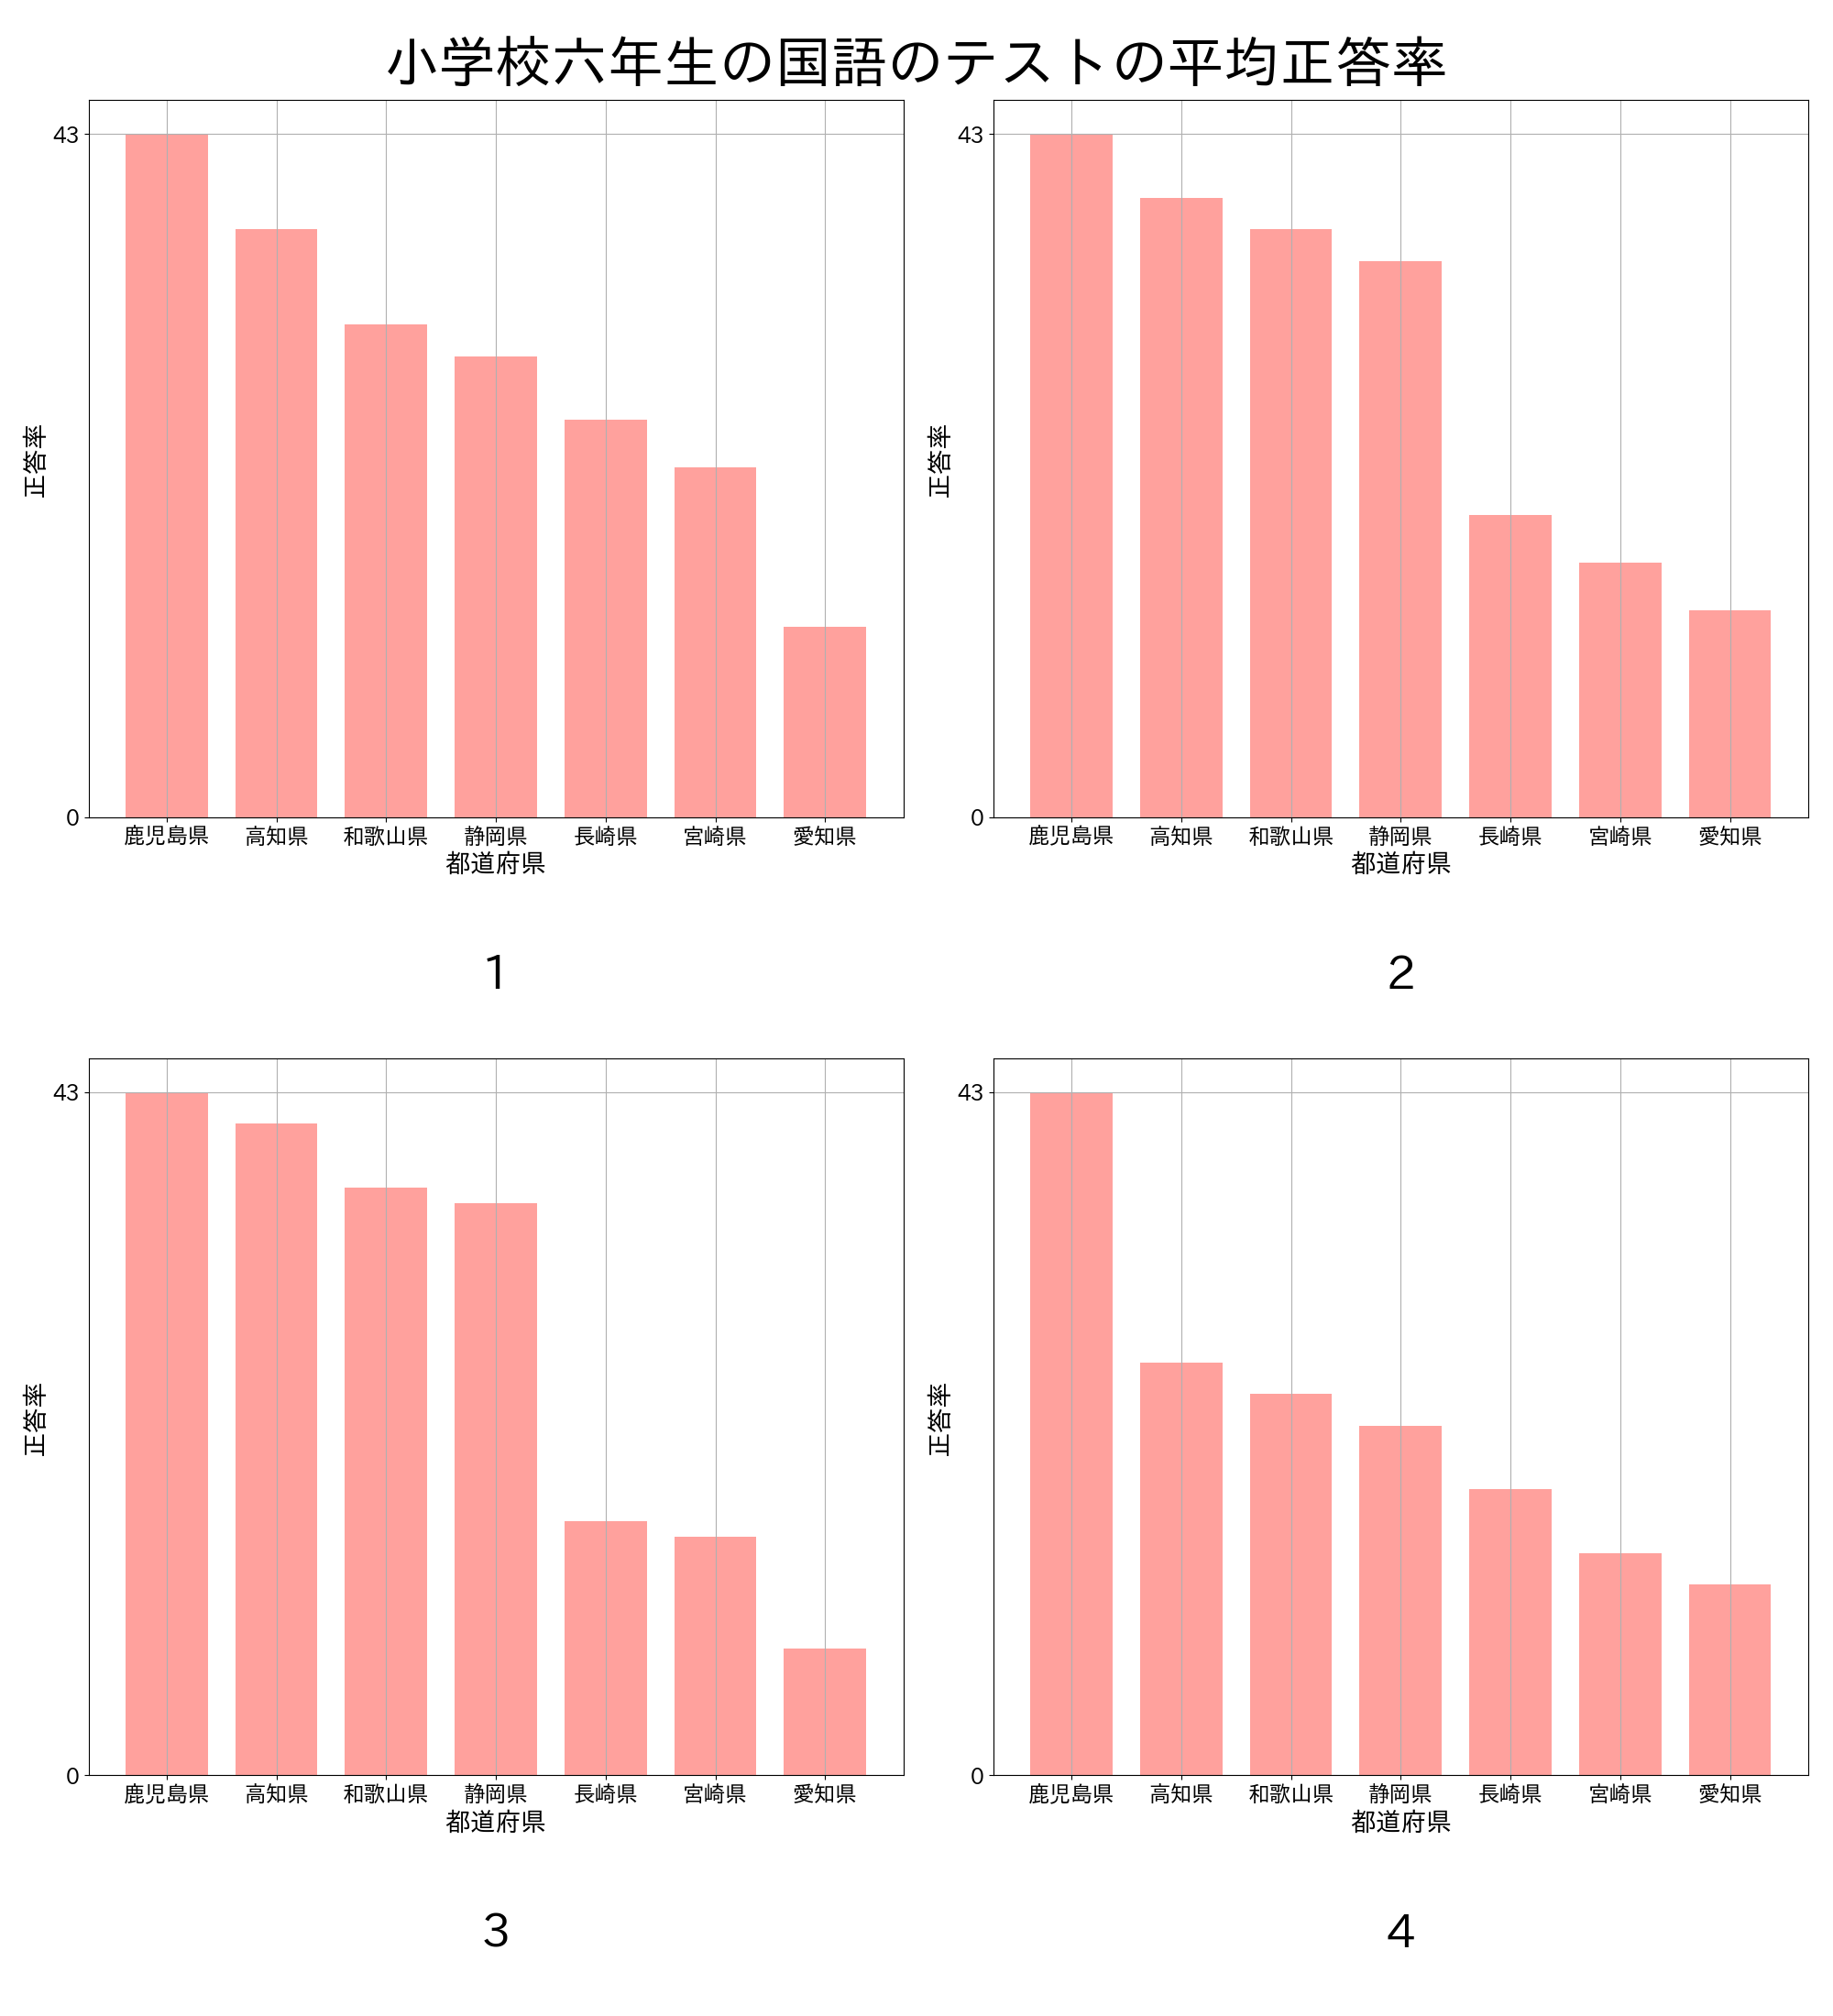 小学校六年生の国語のテストの平均正答率
43
0
正答率
鹿児島県 高知県 和歌山県 静岡県 長崎県 宮崎県 愛知県
都道府県
1
43
0
正答率
鹿児島県 高知県 和歌山県 静岡県 長崎県 宮崎県 愛知県
都道府県
2
43
0
正答率
鹿児島県 高知県 和歌山県 静岡県 長崎県 宮崎県 愛知県
都道府県
3
43
0
正答率
鹿児島県 高知県 和歌山県 静岡県 長崎県 宮崎県 愛知県
都道府県
4